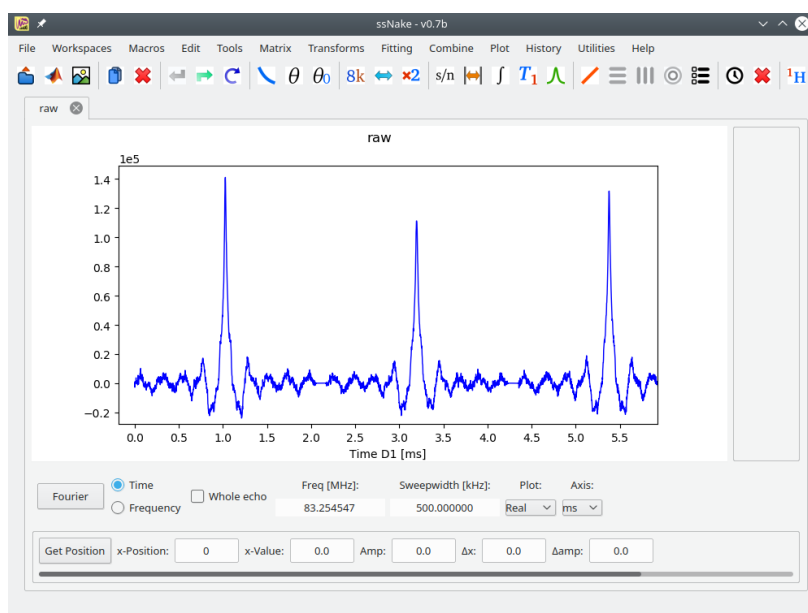 ssNake - v0.7b
File Workspaces Macros Edit Tools Matrix Transforms Fitting Combine Plot History Utilities Help
θ θ0 8k ×2 s/n ∫ T1 1H
raw
raw
1e5
1.4
1.2
1.0
0.8
0.6
0.4
0.2
0.0
−0.2
0.0 0.5 1.0 1.5 2.0 2.5 3.0 3.5 4.0 4.5 5.0 5.5
Time D1 [ms]
Freq [MHz]: Sweepwidth [kHz]: Plot: Axis:
Fourier Time Frequency Whole echo 83.254547 500.000000 Real ms
Get Position x-Position: 0 x-Value: 0.0 Amp: 0.0 Δx: 0.0 Δamp: 0.0